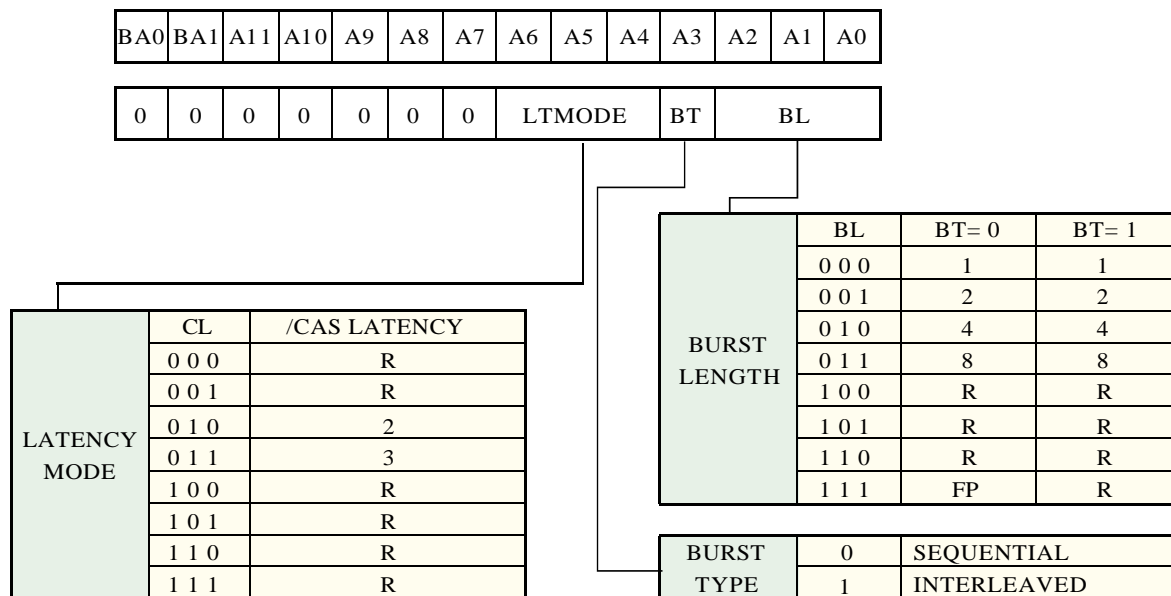 BA0 BA1 A11 A10 A9 A8 A7 A6 A5 A4 A3 A2 A1 A0
0 0 0 0 0 0 0 LTMODE BT BL
BURST LENGTH
BL BT= 0 BT= 1
0 0 0 1 1
0 0 1 2 2
0 1 0 4 4
0 1 1 8 8
1 0 0 R R
1 0 1 R R
1 1 0 R R
1 1 1 FP R
LATENCY MODE
CL /CAS LATENCY
0 0 0 R
0 0 1 R
0 1 0 2
0 1 1 3
1 0 0 R
1 0 1 R
1 1 0 R
1 1 1 R
BURST TYPE
0 SEQUENTIAL
1 INTERLEAVED